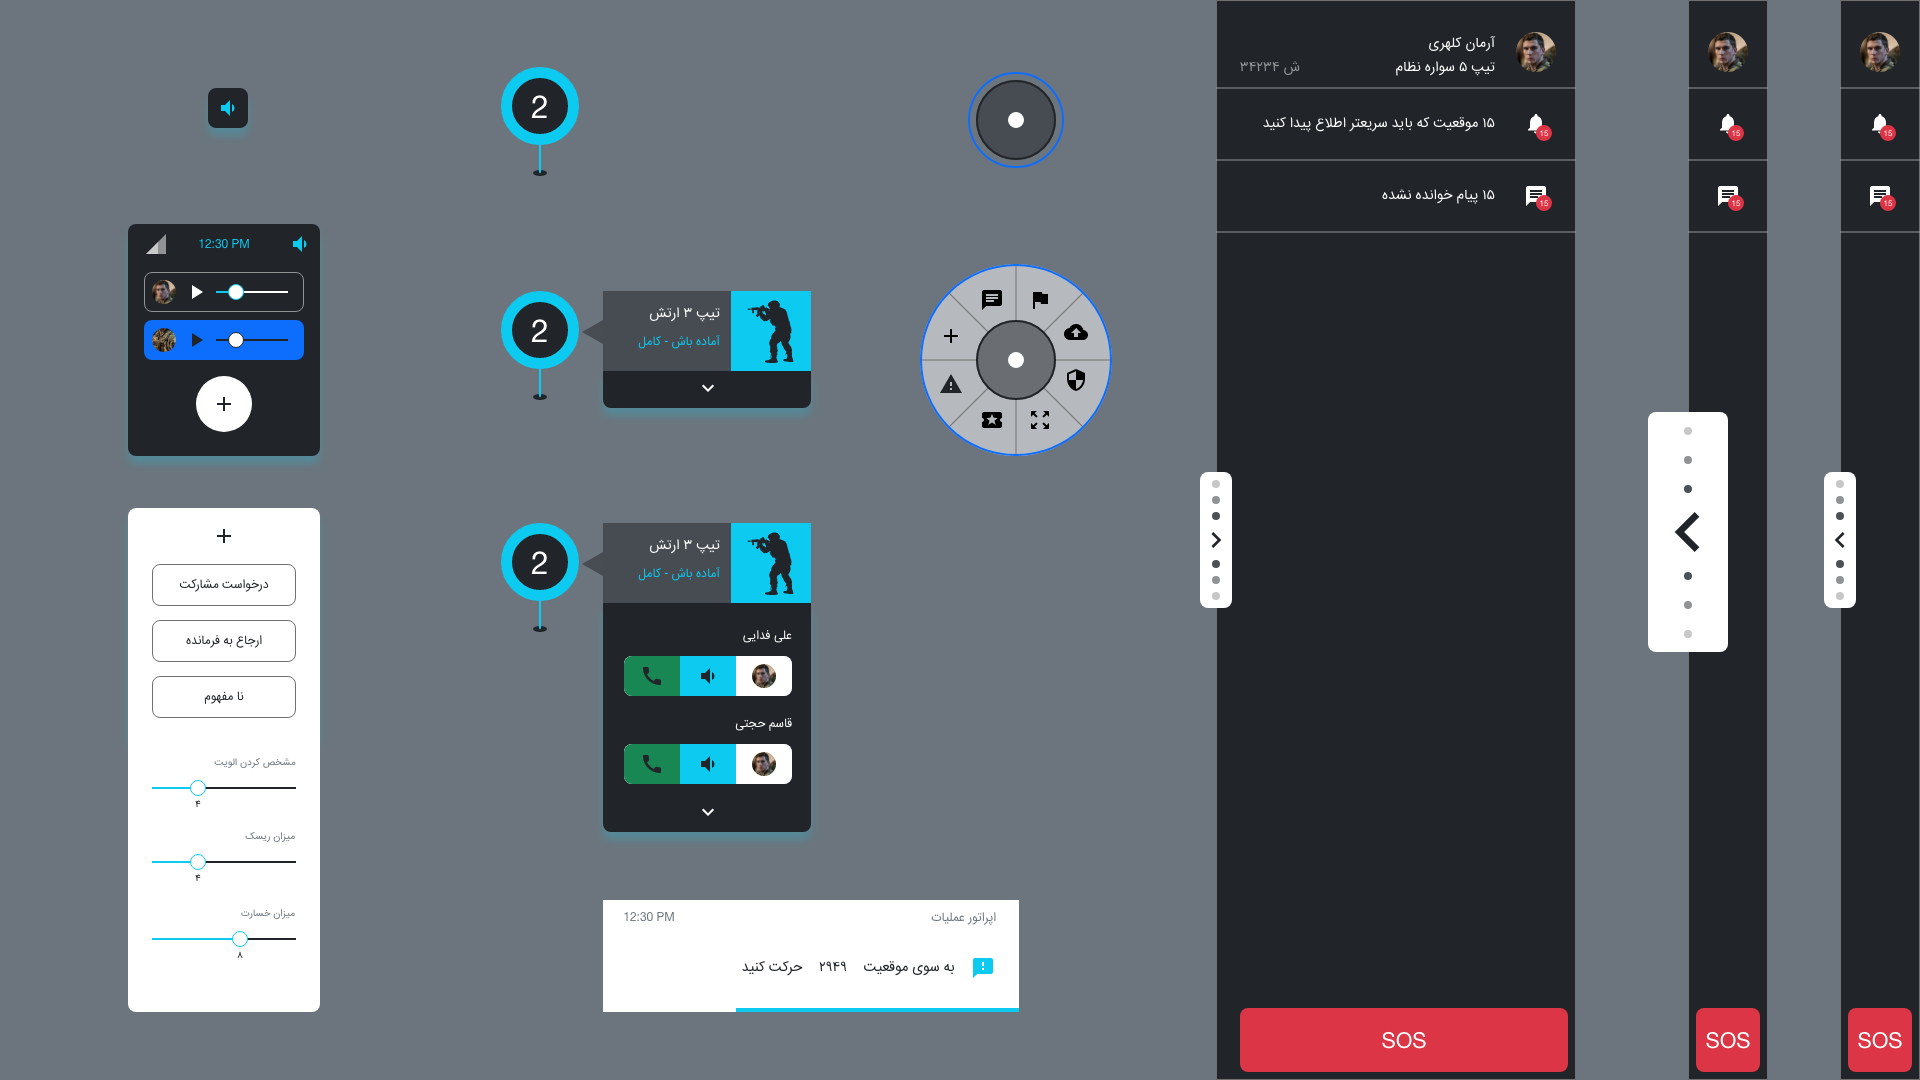 آرمان کلهری
تیپ ۵ سواره نظام
ش ۳۴۲۳۴
۱۵ موقعیت که باید سریعتر اطلاع پیدا کنید
15
15
15
۱۵ پیام خوانده نشده
15
15
15
2
12:30 PM
2
تیپ ۳ ارتش
آماده باش - کامل
2
تیپ ۳ ارتش
آماده باش - کامل
علی فدایی
قاسم حجتی
درخواست مشارکت
ارجاع به فرمانده
نا مفهوم
مشخص کردن الویت
۴
میزان ریسک
۴
میزان خسارت
۸
اپراتور عملیات
12:30 PM
به سوی موقعیت ۲۹۴۹ حرکت کنید
SOS
SOS
SOS